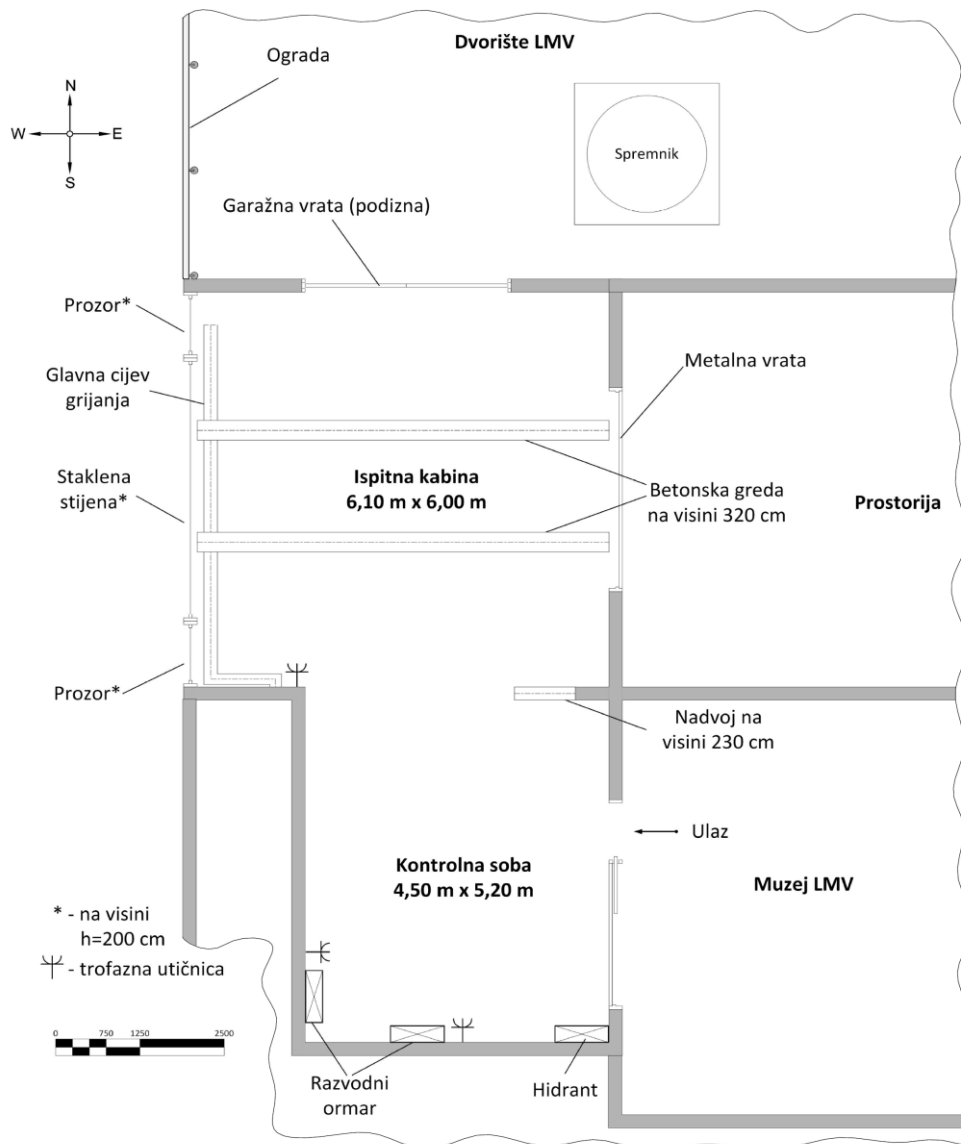 Dvorište LMV
Ograda
N
W
E
S
Spremnik
Garažna vrata (podizna)
Prozor*
Metalna vrata
Glavna cijev
grijanja
Ispitna kabina
6,10 m x 6,00 m
Staklena
stijena*
Betonska greda
na visini 320 cm
Prostorija
Prozor*
Nadvoj na
visini 230 cm
Ulaz
Kontrolna soba
4,50 m x 5,20 m
Muzej LMV
* - na visini
h=200 cm
- trofazna utičnica
0 750 1250 2500
Razvodni
ormar
Hidrant